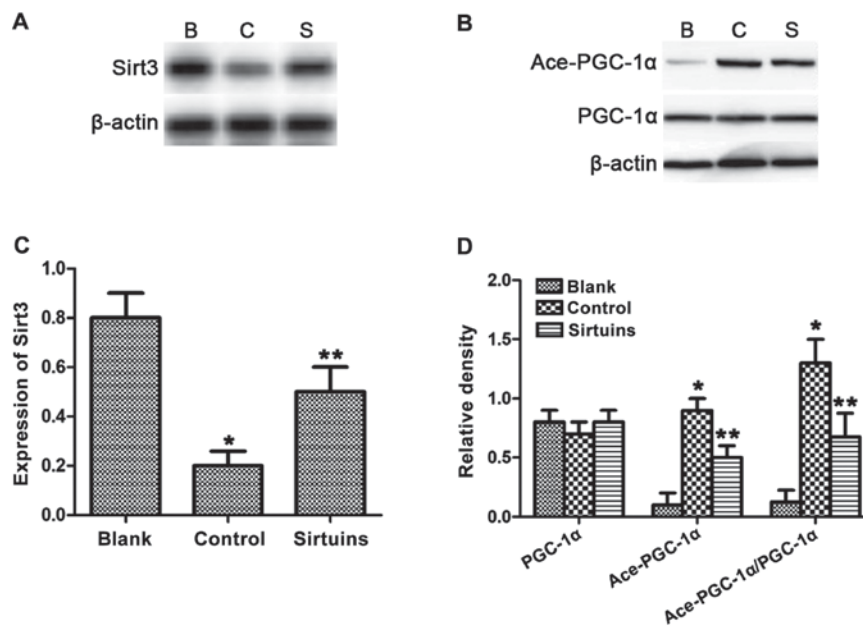 A
B C S
Sirt3
β-actin
B
B C S
Ace-PGC-1α
PGC-1α
β-actin
C
Expression of Sirt3
1.0
0.8
0.6
0.4
0.2
0.0
*
**
Blank Control Sirtuins
D
Relative density
2.0
1.5
1.0
0.5
0.0
Blank
Control
Sirtuins
*
**
*
**
PGC-1α
Ace-PGC-1α
Ace-PGC-1α/PGC-1α